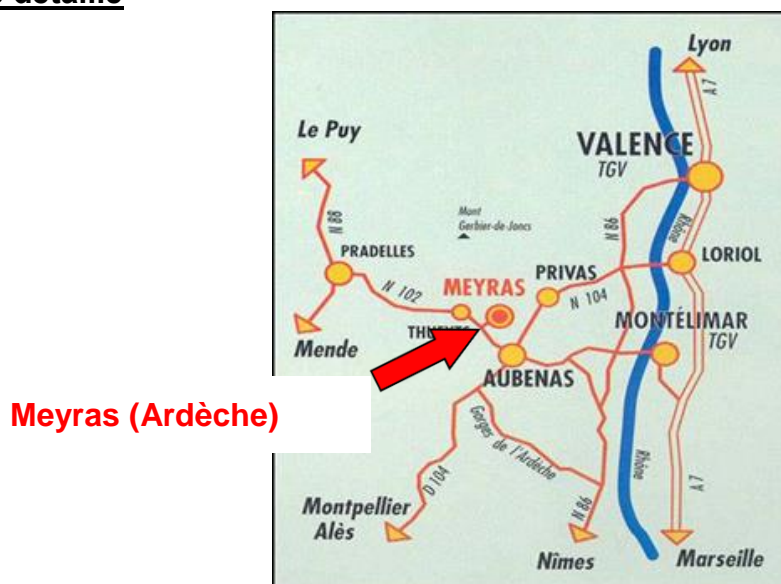 détaillé
Lyon
A 7
Le Puy
VALENCE
TGV
N 88
Mont
Gerbier-de-Joncs
N 86
Rhône
PRADELLES
LORIOL
PRIVAS
MEYRAS
N 102
N 104
MONTÉLIMAR
TGV
Mende
AUBENAS
Meyras (Ardèche)
Gorges de l'Ardèche
Rhône
D 104
A 7
N 86
Montpellier
Alès
Nîmes
Marseille